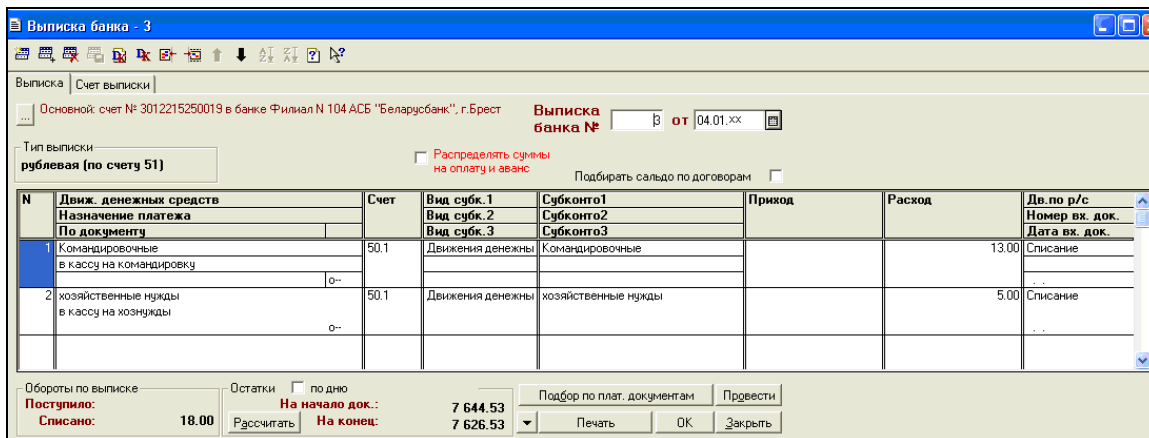 Выписка банка - 3
Выписка Счет выписки
... Основной: счет № 3012215250019 в банке Филиал N 104 АСБ "Беларусбанк", г.Брест
Выписка банка № 3 от 04.01.xx
Тип выписки
рублевая (по счету 51)
Распределять суммы
на оплату и аванс
Подбирать сальдо по договорам
N Движ. денежных средств Счет Вид субк.1 Субконто1 Приход Расход Дв.по р/с
Назначение платежа Вид субк.2 Субконто2 Номер вх. док.
По документу Вид субк.3 Субконто3 Дата вх. док.
1 Командировочные 50.1 Движения денежны Командировочные 13.00 Списание
в кассу на командировку
о-- . .
2 хозяйственные нужды 50.1 Движения денежны хозяйственные нужды 5.00 Списание
в кассу на хознужды
о-- . .
Обороты по выписке Остатки по дню
Поступило: На начало док.: 7 644.53 Подбор по плат. документам Провести
Списано: 18.00 Рассчитать На конец: 7 626.53 Печать OK Закрыть